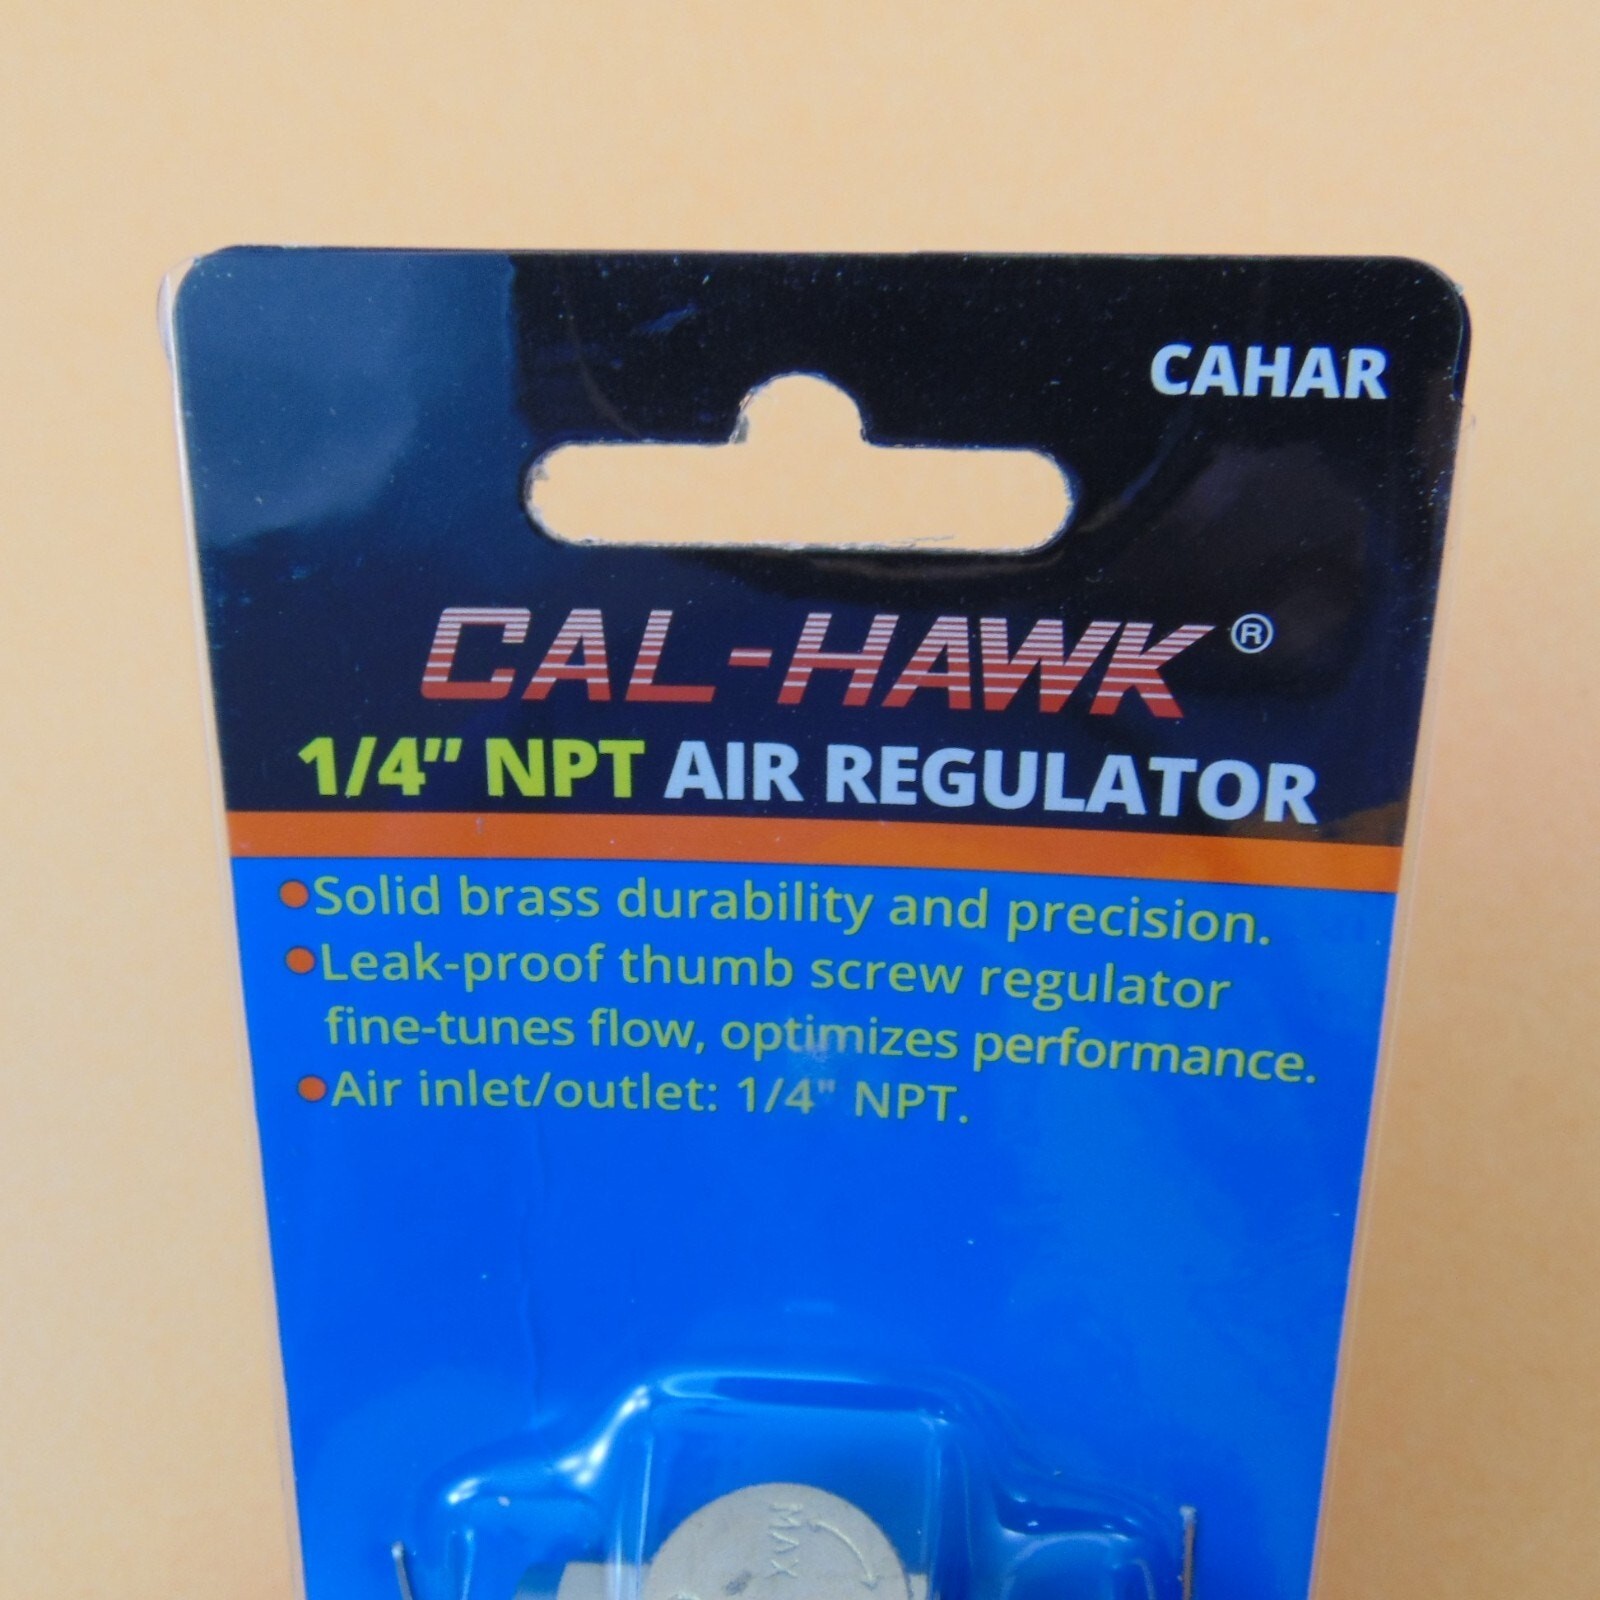 CAHAR
CAL-HAWK®
1/4" NPT AIR REGULATOR
•Solid brass durability and precision.
•Leak-proof thumb screw regulator
fine-tunes flow, optimizes performance.
•Air inlet/outlet: 1/4" NPT.
MAX